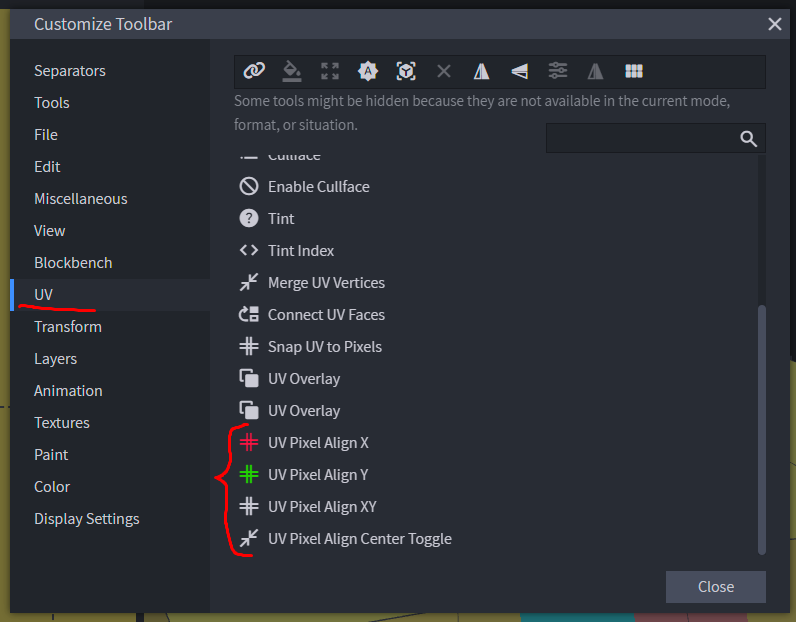 Customize Toolbar
Separators
Tools
File
Edit
Miscellaneous
View
Blockbench
UV
Transform
Layers
Animation
Textures
Paint
Color
Display Settings
A
Some tools might be hidden because they are not available in the current mode,
format, or situation.
Cullface
Enable Cullface
? Tint
Tint Index
Merge UV Vertices
Connect UV Faces
Snap UV to Pixels
UV Overlay
UV Overlay
UV Pixel Align X
UV Pixel Align Y
UV Pixel Align XY
UV Pixel Align Center Toggle
Close